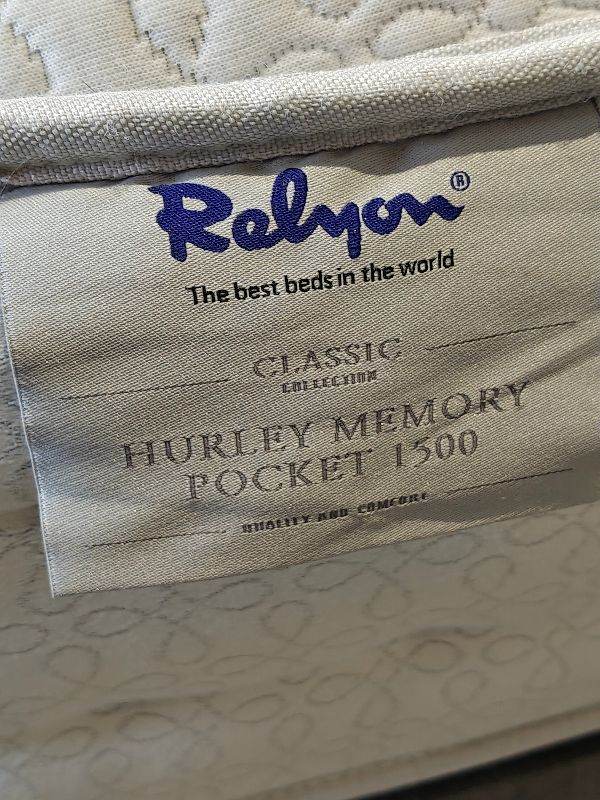 Relyon®
The best beds in the world
CLASSIC
COLLECTION
HURLEY MEMORY
POCKET 1500
QUALITY AND COMFORT